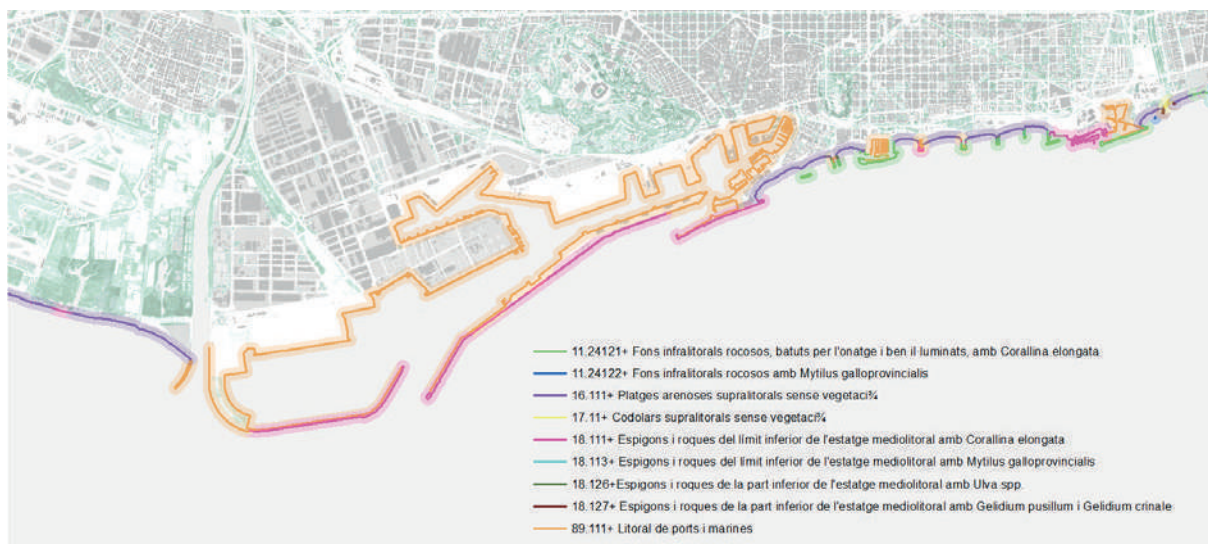 11.24121+ Fons infralitorals rocosos, batuts per l'onatge i ben il·luminats, amb Corallina elongata
11.24122+ Fons infralitorals rocosos amb Mytilus galloprovincialis
16.111+ Platges arenoses supralitorals sense vegetaci¾
17.11+ Codolars supralitorals sense vegetaci¾
18.111+ Espigons i roques del límit inferior de l'estatge mediolitoral amb Corallina elongata
18.113+ Espigons i roques del límit inferior de l'estatge mediolitoral amb Mytilus galloprovincialis
18.126+Espigons i roques de la part inferior de l'estatge mediolitoral amb Ulva spp.
18.127+ Espigons i roques de la part inferior de l'estatge mediolitoral amb Gelidium pusillum i Gelidium crinale
89.111+ Litoral de ports i marines